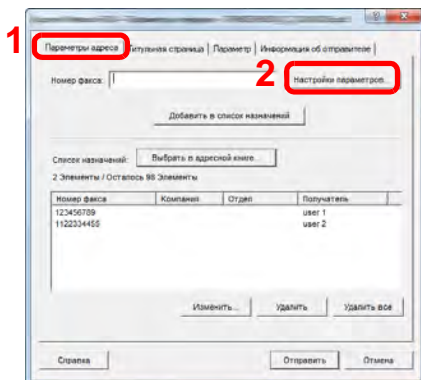 1
Параметры адреса Титульная страница Параметр Информация об отправителе
2
Номер факса: Настройки параметров...
Добавить в список назначений
Список назначений: Выбрать в адресной книге...
2 Элементы / Осталось 98 Элементы
Номер факса Компания Отдел Получатель
123456789 user 1
1122334455 user 2
Изменить... Удалить Удалить все
Справка Отправить Отмена